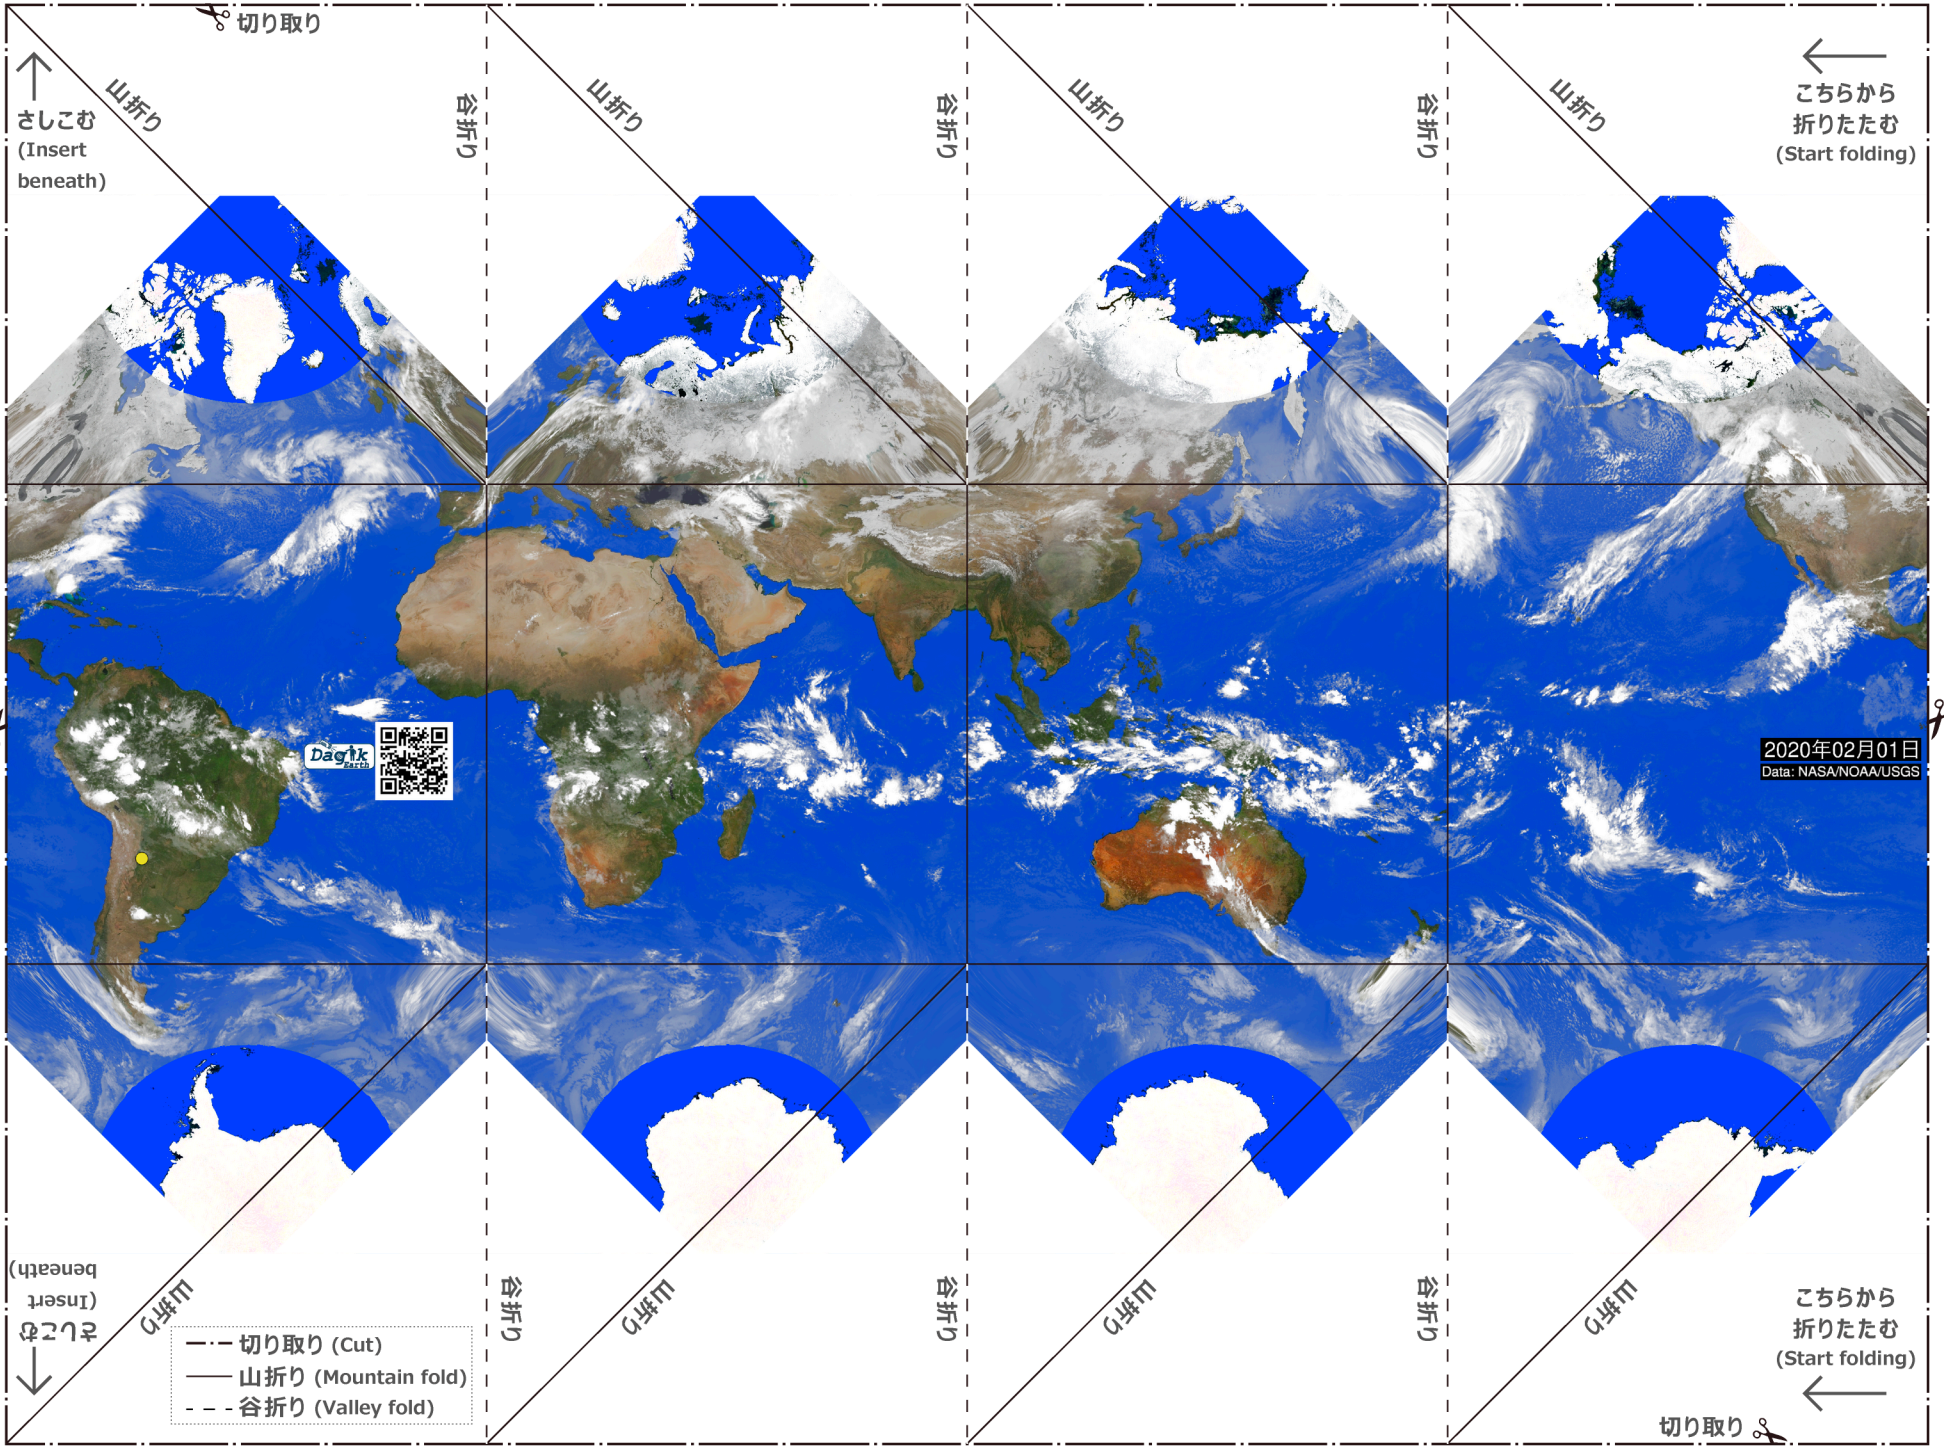 切り取り
さしこむ
(Insert
beneath)
山折り
谷折り
山折り
谷折り
山折り
谷折り
山折り
こちらから
折りたたむ
(Start folding)
Dagik
Earth
2020年02月01日
Data: NASA/NOAA/USGS
さしこむ
(Insert
beneath)
山折り
谷折り
山折り
谷折り
山折り
谷折り
山折り
こちらから
折りたたむ
(Start folding)
切り取り (Cut)
山折り (Mountain fold)
谷折り (Valley fold)
切り取り